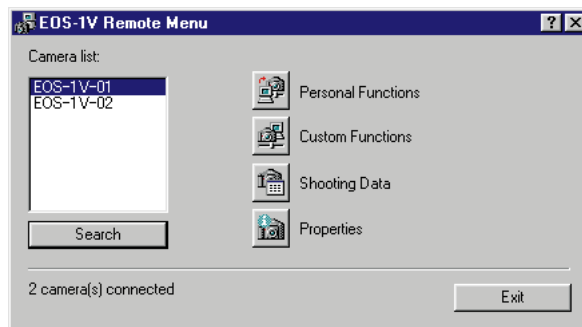 EOS-1V Remote Menu
Camera list:
EOS-1V-01
EOS-1V-02
Personal Functions
Custom Functions
Shooting Data
Properties
Search
2 camera(s) connected
Exit